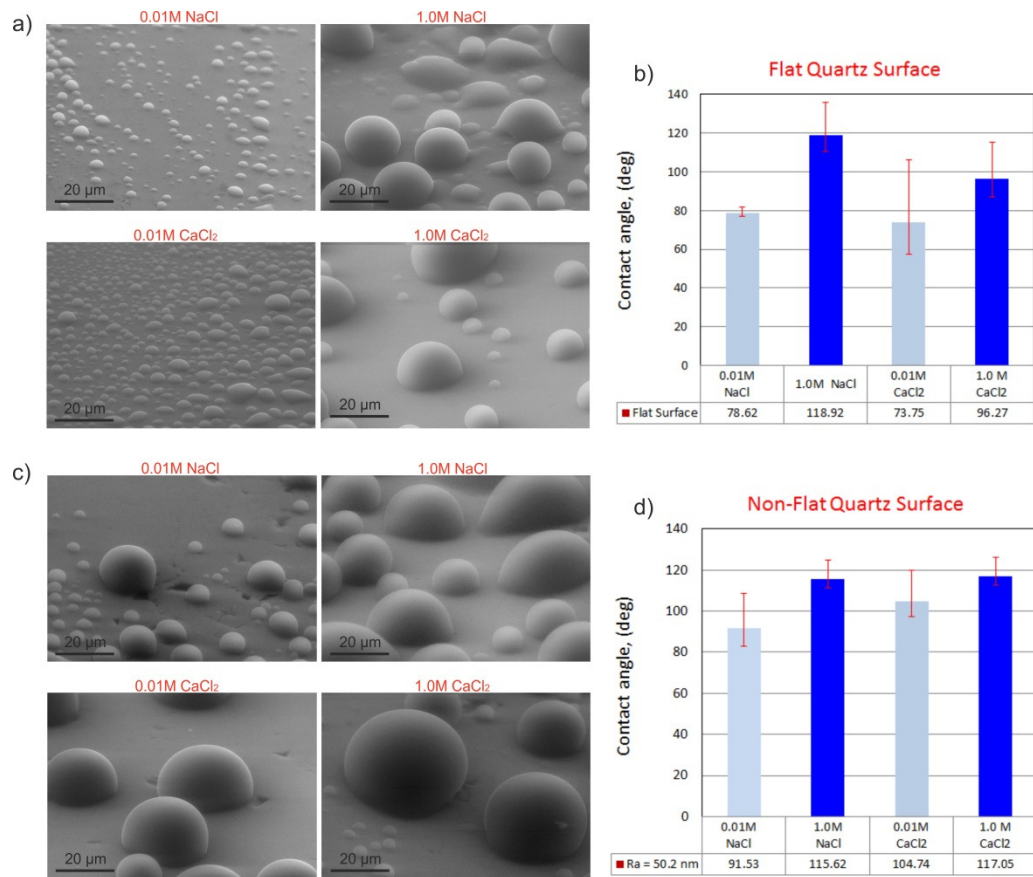 a)
0.01M NaCl
1.0M NaCl
20 µm
20 µm
0.01M CaCl₂
1.0M CaCl₂
20 µm
20 µm
b)
Flat Quartz Surface
Contact angle, (deg)
140
120
100
80
60
40
20
0
0.01M NaCl
1.0M NaCl
0.01M CaCl2
1.0 M CaCl2
Flat Surface 78.62 118.92 73.75 96.27
c)
0.01M NaCl
1.0M NaCl
20 µm
20 µm
0.01M CaCl₂
1.0M CaCl₂
20 µm
20 µm
d)
Non-Flat Quartz Surface
Contact angle, (deg)
140
120
100
80
60
40
20
0
0.01M NaCl
1.0M NaCl
0.01M CaCl2
1.0 M CaCl2
Ra = 50.2 nm 91.53 115.62 104.74 117.05